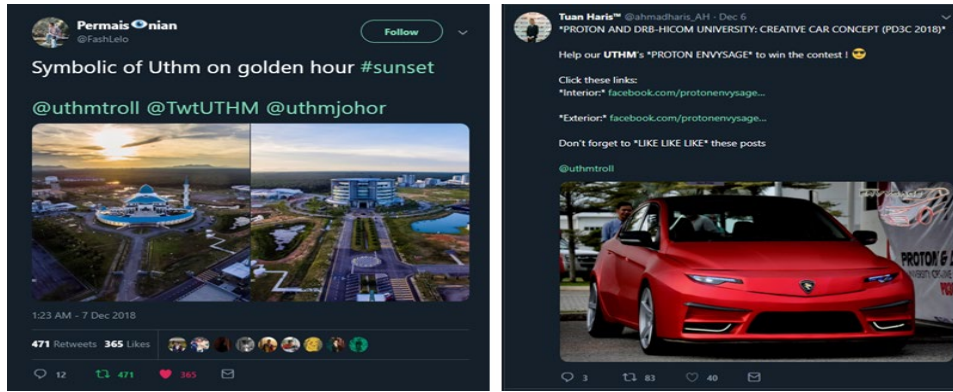 Permais Onian
@FashLelo
Follow
Symbolic of Uthm on golden hour #sunset
@uthmtroll @TwtUTHM @uthmjohor
1:23 AM - 7 Dec 2018
471 Retweets 365 Likes
12 471 365
Tuan Haris™ @ahmadharis_AH · Dec 6
*PROTON AND DRB-HICOM UNIVERSITY: CREATIVE CAR CONCEPT (PD3C 2018)*
Help our UTHM's *PROTON ENVYSAGE* to win the contest ! 😎
Click these links:
*Interior:* facebook.com/protonenvysage...
*Exterior:* facebook.com/protonenvysage...
Don't forget to *LIKE LIKE LIKE* these posts
@uthmtroll
PROTON &
3 83 40